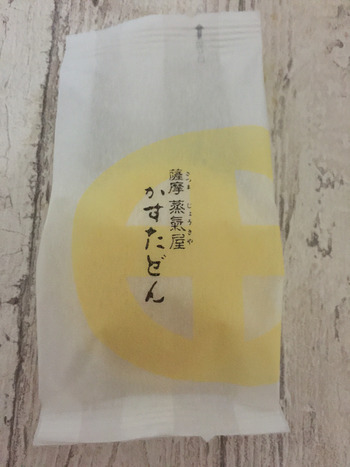 薩摩蒸氣屋
さつま じょうきや
かすたどん